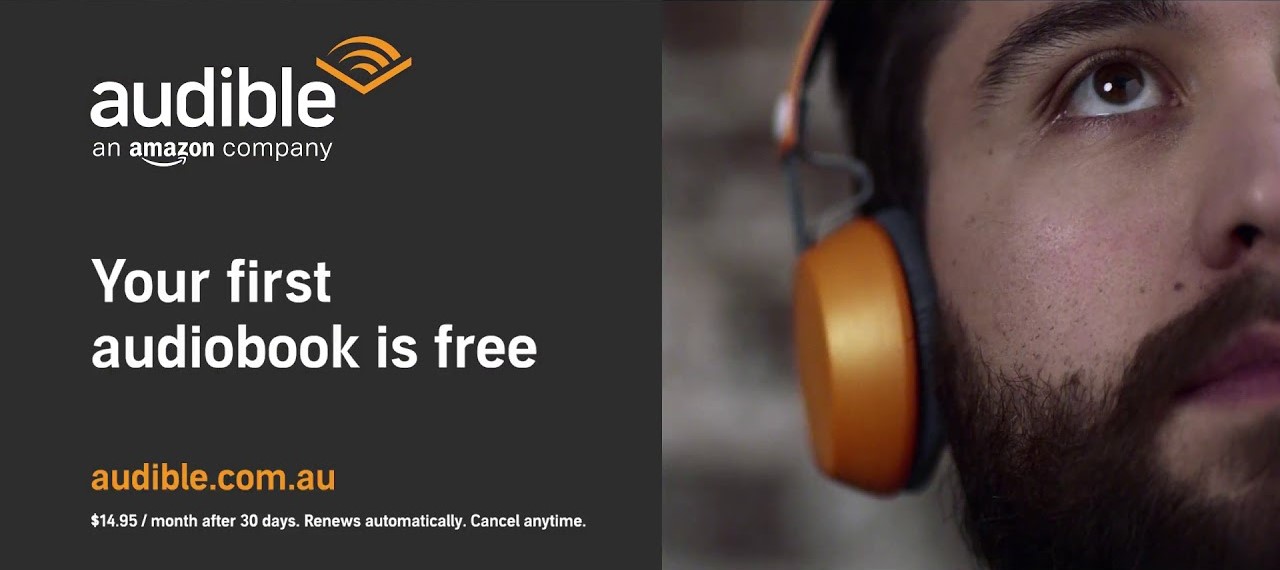 audible
an amazon company
Your first
audiobook is free
audible.com.au
$14.95 / month after 30 days. Renews automatically. Cancel anytime.